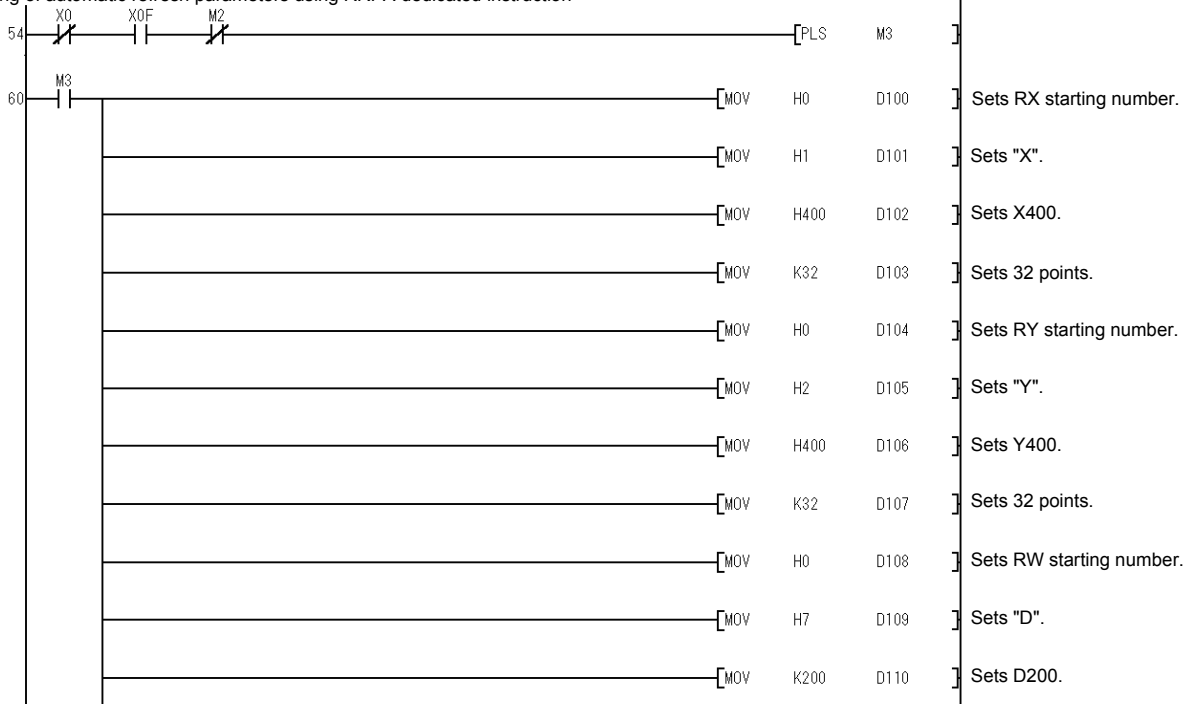 automatic refresh parameters using dedicated instruction
X0 X0F M2
54 PLS M3
M3
60 MOV H0 D100 Sets RX starting number.
MOV H1 D101 Sets "X".
MOV H400 D102 Sets X400.
MOV K32 D103 Sets 32 points.
MOV H0 D104 Sets RY starting number.
MOV H2 D105 Sets "Y".
MOV H400 D106 Sets Y400.
MOV K32 D107 Sets 32 points.
MOV H0 D108 Sets RW starting number.
MOV H7 D109 Sets "D".
MOV K200 D110 Sets D200.